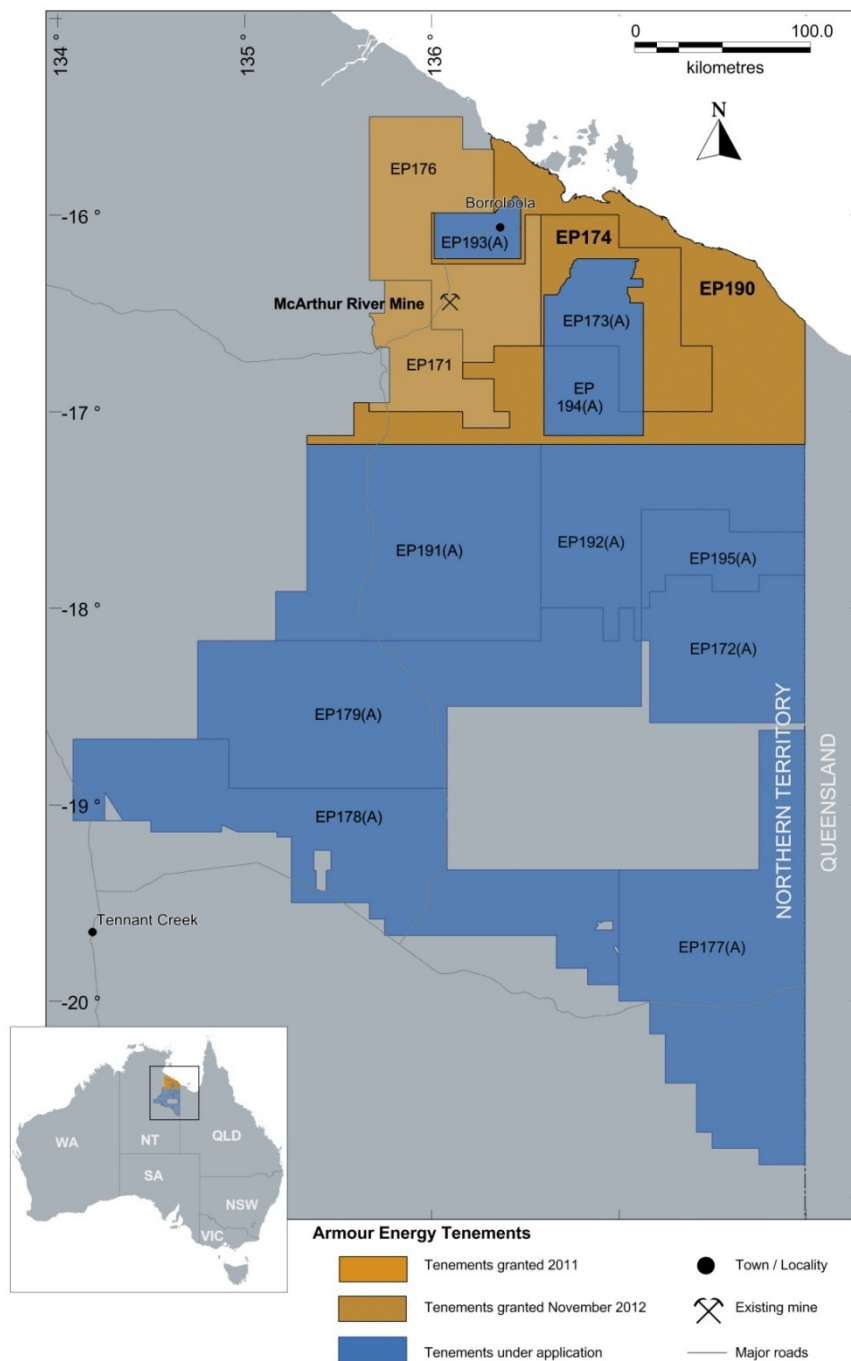 134
135
136
0
100.0
kilometres
N
EP176
-16 °
Borroloola
EP193(A)
EP174
EP190
McArthur River Mine
EP173(A)
EP171
EP
194(A)
-17 °
EP191(A)
EP192(A)
EP195(A)
-18 °
EP172(A)
EP179(A)
NORTHERN TERRITORY
QUEENSLAND
-19 °
EP178(A)
Tennant Creek
EP177(A)
-20 °
WA
NT
QLD
SA
NSW
VIC
Armour Energy Tenements
Tenements granted 2011
Town / Locality
Tenements granted November 2012
Existing mine
Tenements under application
Major roads